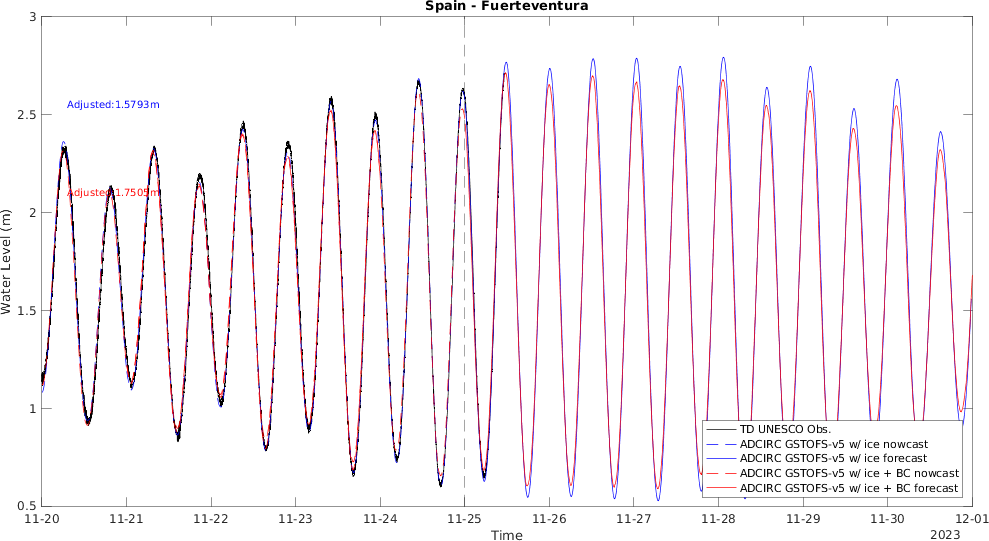 Spain - Fuerteventura
3
2.5
2
1.5
1
0.5
Water Level (m)
Adjusted:1.5793m
Adjusted:1.7505m
TD UNESCO Obs.
ADCIRC GSTOFS-v5 w/ ice nowcast
ADCIRC GSTOFS-v5 w/ ice forecast
ADCIRC GSTOFS-v5 w/ ice + BC nowcast
ADCIRC GSTOFS-v5 w/ ice + BC forecast
11-20 11-21 11-22 11-23 11-24 11-25 11-26 11-27 11-28 11-29 11-30 12-01
Time
2023